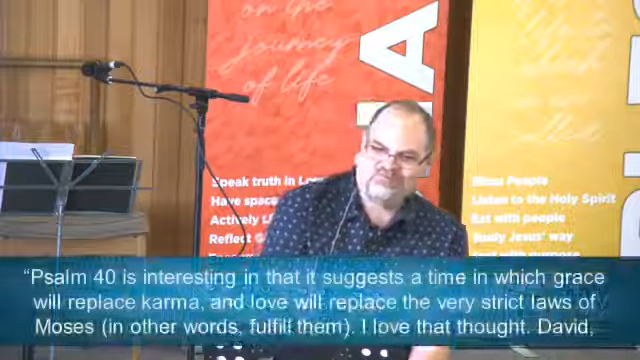 on the
journey
of life
Speak truth in Lo
Have space
Actively Li
Reflect G
Bless People
Listen to the Holy Spirit
Eat with people
Study Jesus' way
“Psalm 40 is interesting in that it suggests a time in which grace
will replace karma, and love will replace the very strict laws of
Moses (in other words, fulfill them). I love that thought. David,